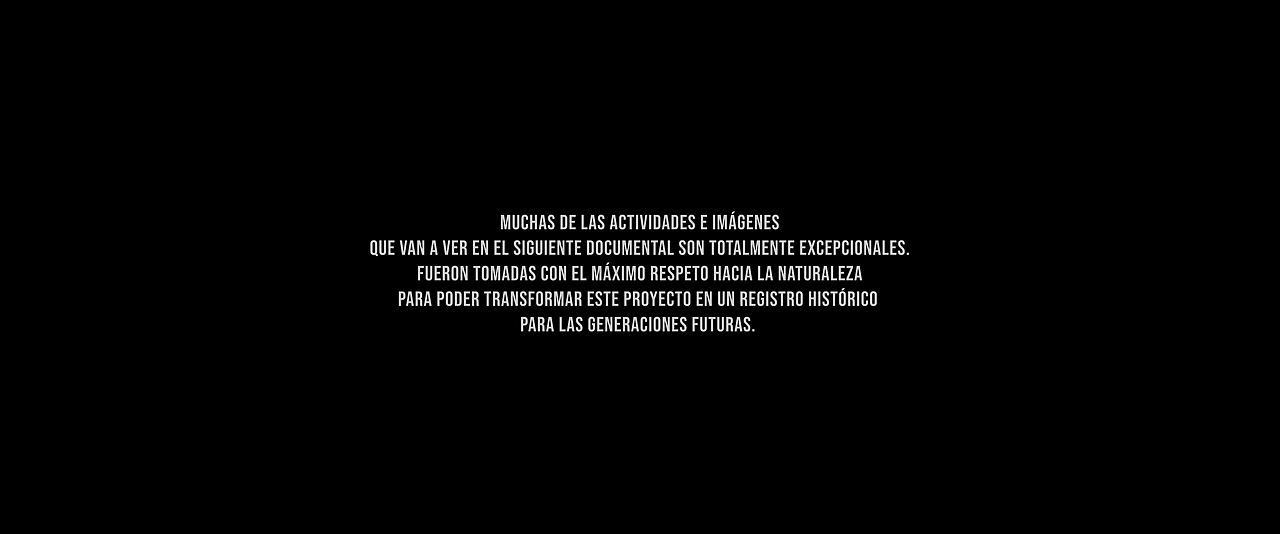 MUCHAS DE LAS ACTIVIDADES E IMÁGENES
QUE VAN A VER EN EL SIGUIENTE DOCUMENTAL SON TOTALMENTE EXCEPCIONALES.
FUERON TOMADAS CON EL MÁXIMO RESPETO HACIA LA NATURALEZA
PARA PODER TRANSFORMAR ESTE PROYECTO EN UN REGISTRO HISTÓRICO
PARA LAS GENERACIONES FUTURAS.